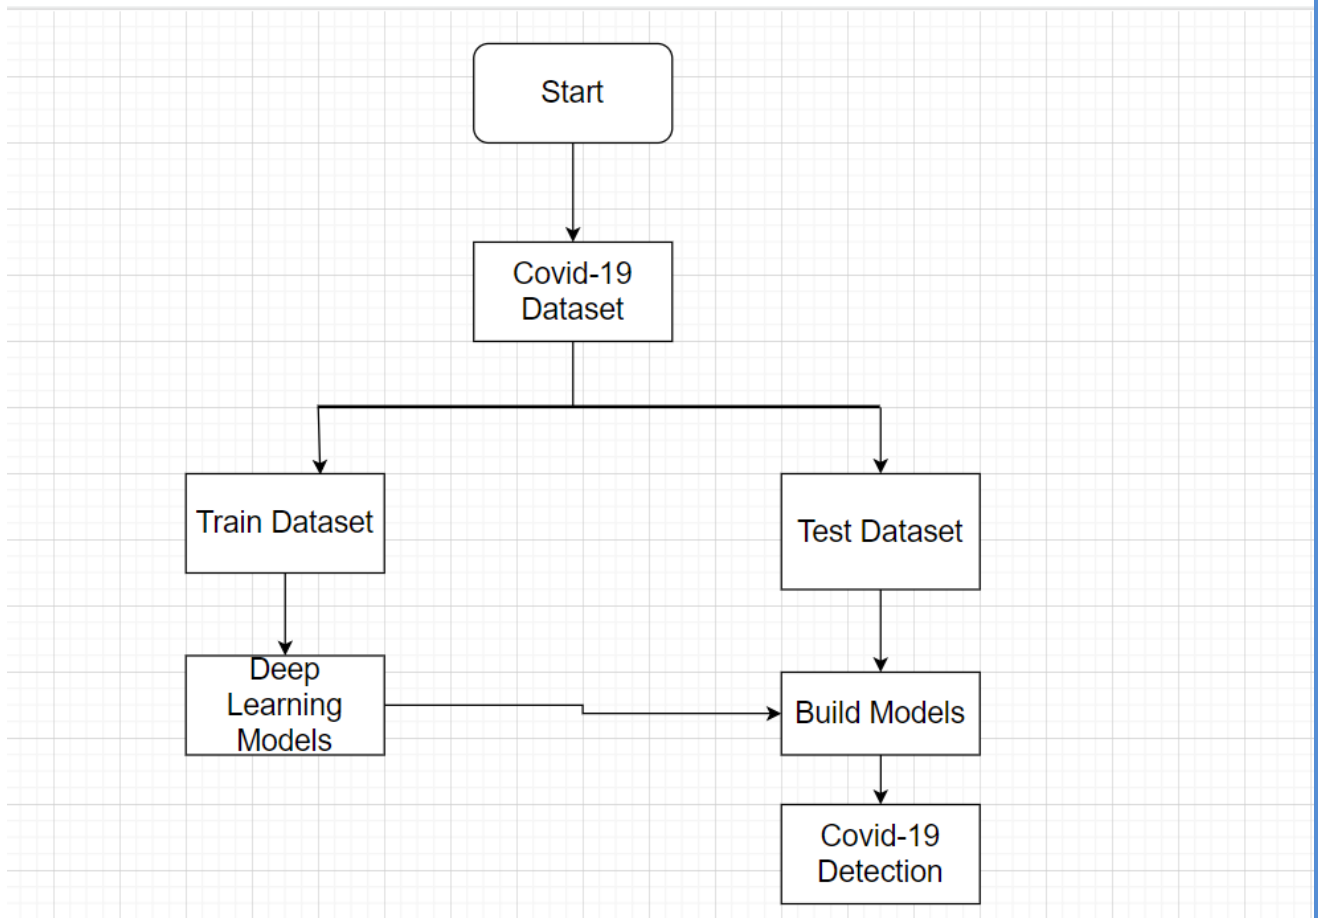 Start
Covid-19
Dataset
Train Dataset
Test Dataset
Deep
Learning
Models
Build Models
Covid-19
Detection